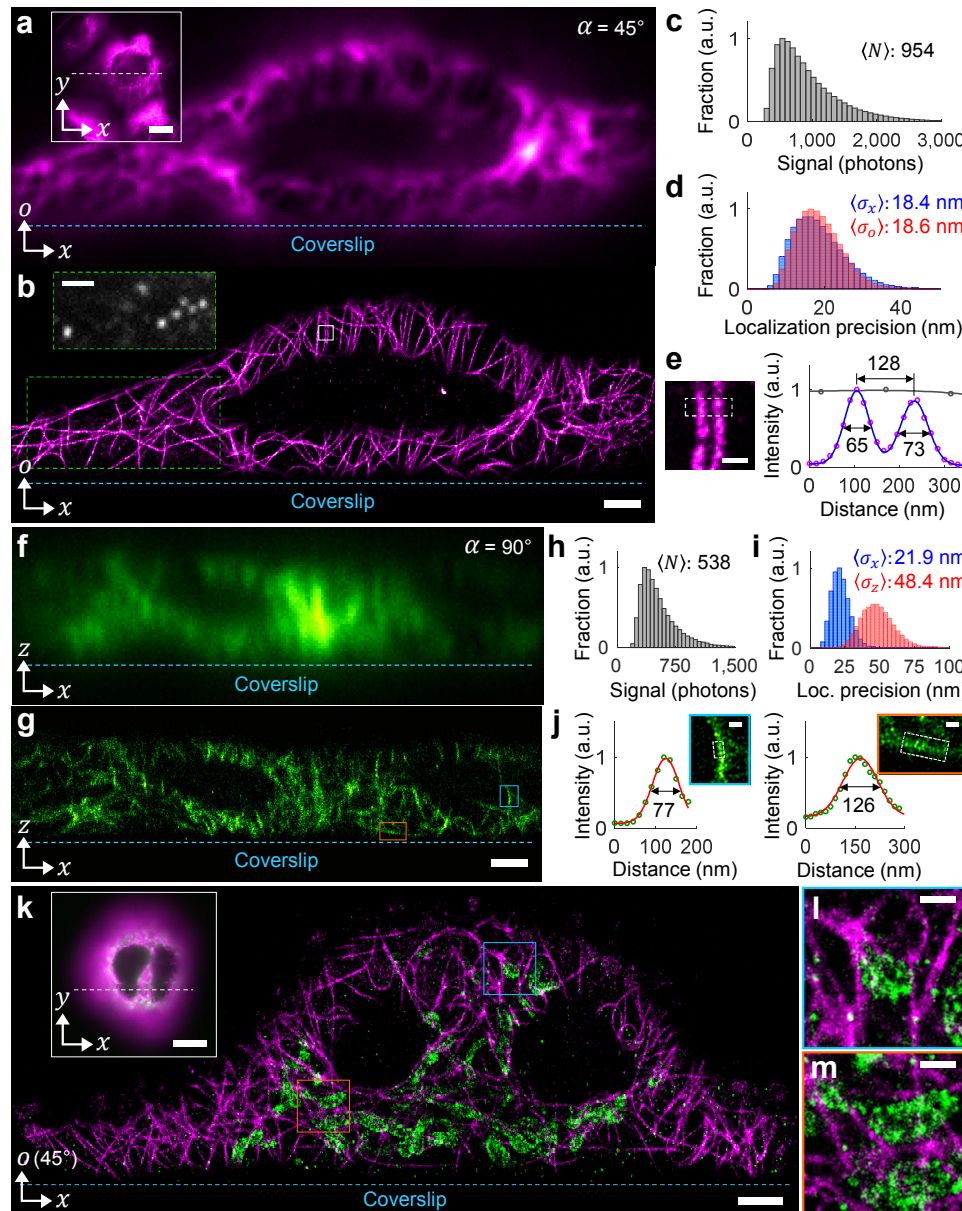 a
α = 45°
y
x
o
x
Coverslip
b
o
x
Coverslip
c
Fraction (a.u.)
1
0
⟨N⟩: 954
0 1,000 2,000 3,000
Signal (photons)
d
Fraction (a.u.)
1
⟨σx⟩: 18.4 nm
⟨σo⟩: 18.6 nm
20 40
Localization precision (nm)
e
Intensity (a.u.)
1
0
128
65
73
0 100 200 300
Distance (nm)
f
α = 90°
z
x
Coverslip
g
z
x
Coverslip
h
Fraction (a.u.)
1
0
⟨N⟩: 538
0 750 1,500
Signal (photons)
i
Fraction (a.u.)
1
0
⟨σx⟩: 21.9 nm
⟨σz⟩: 48.4 nm
0 25 50 75 100
Loc. precision (nm)
j
Intensity (a.u.)
1
0
77
0 100 200
Distance (nm)
Intensity (a.u.)
1
0
126
0 150 300
Distance (nm)
k
y
x
o (45°)
x
Coverslip
l
m